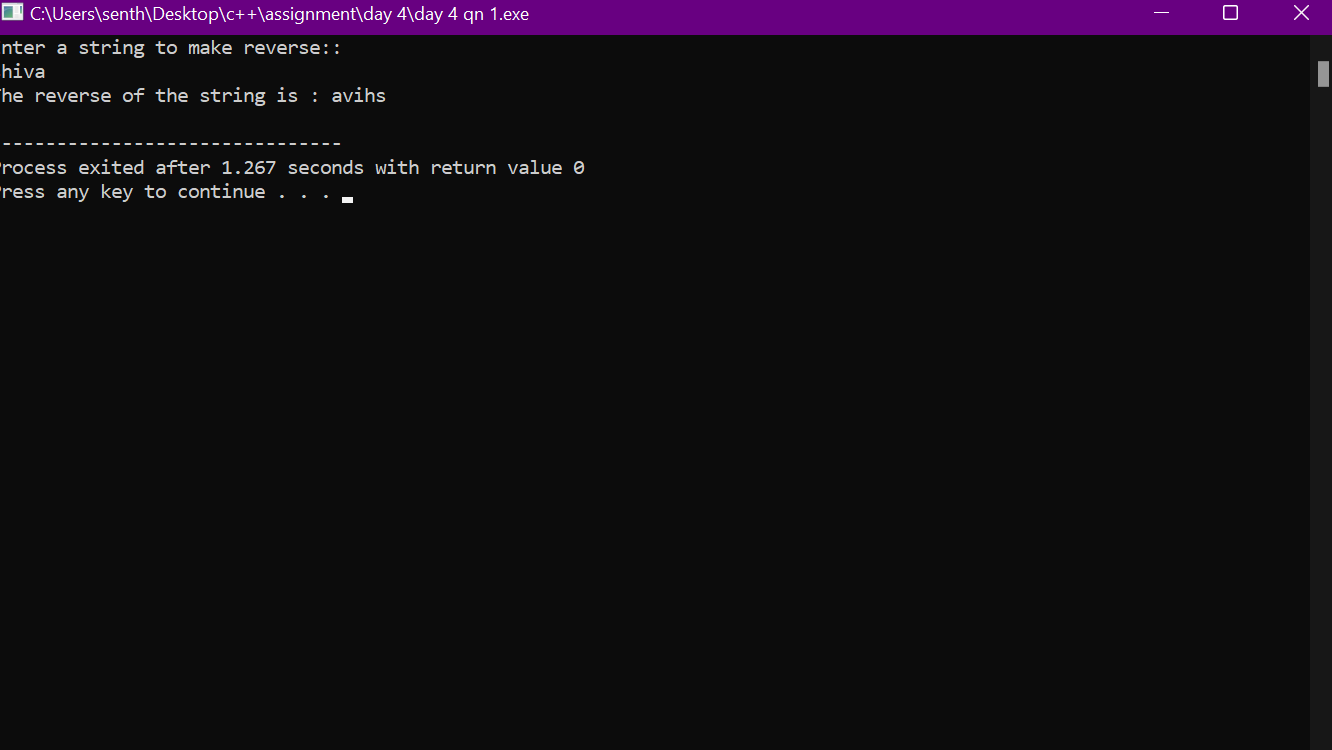 C:\Users\senth\Desktop\c++\assignment\day 4\day 4 qn 1.exe
nter a string to make reverse::
hiva
he reverse of the string is : avihs
-------------------------------
rocess exited after 1.267 seconds with return value 0
ress any key to continue . . .